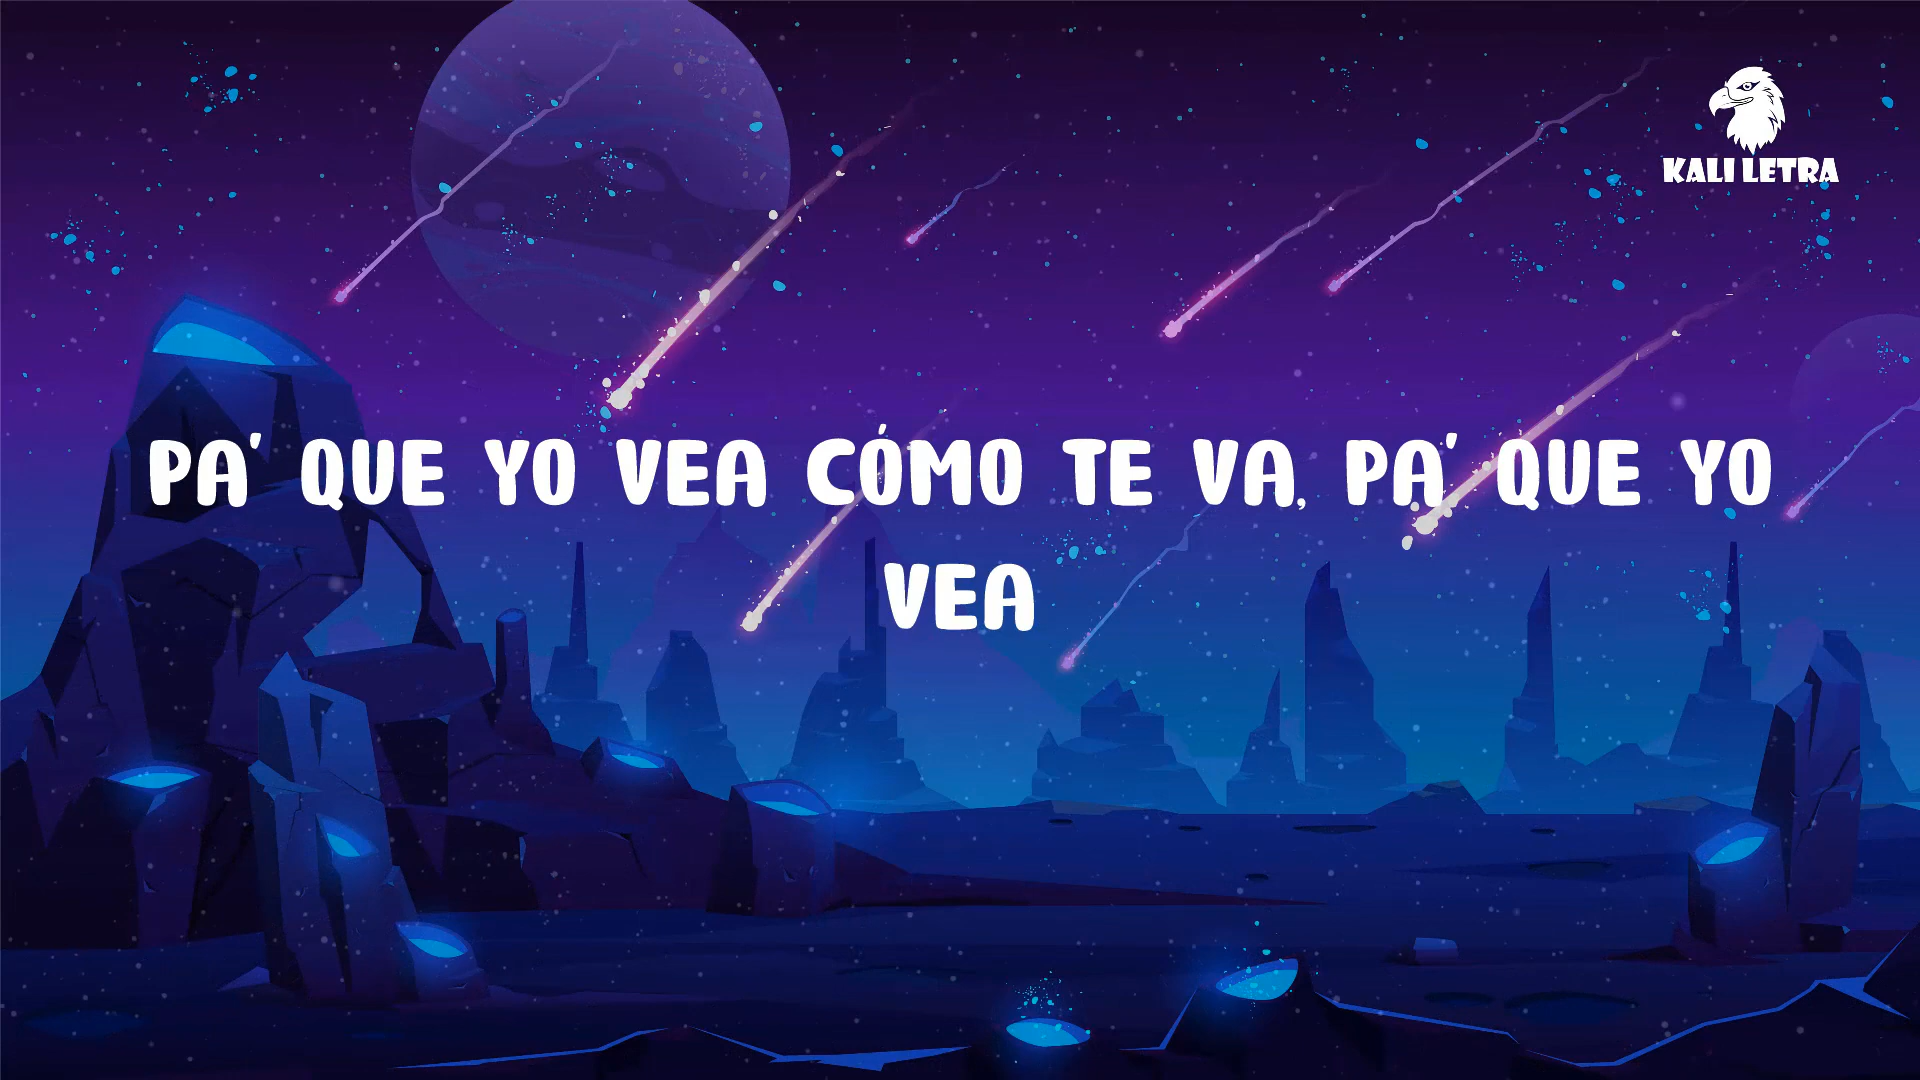 KALI LETRA
PA' QUE YO VEA CÓMO TE VA, PA' QUE YO
VEA